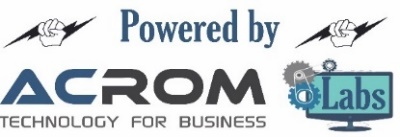 Powered by
ACROM
TECHNOLOGY FOR BUSINESS
Labs